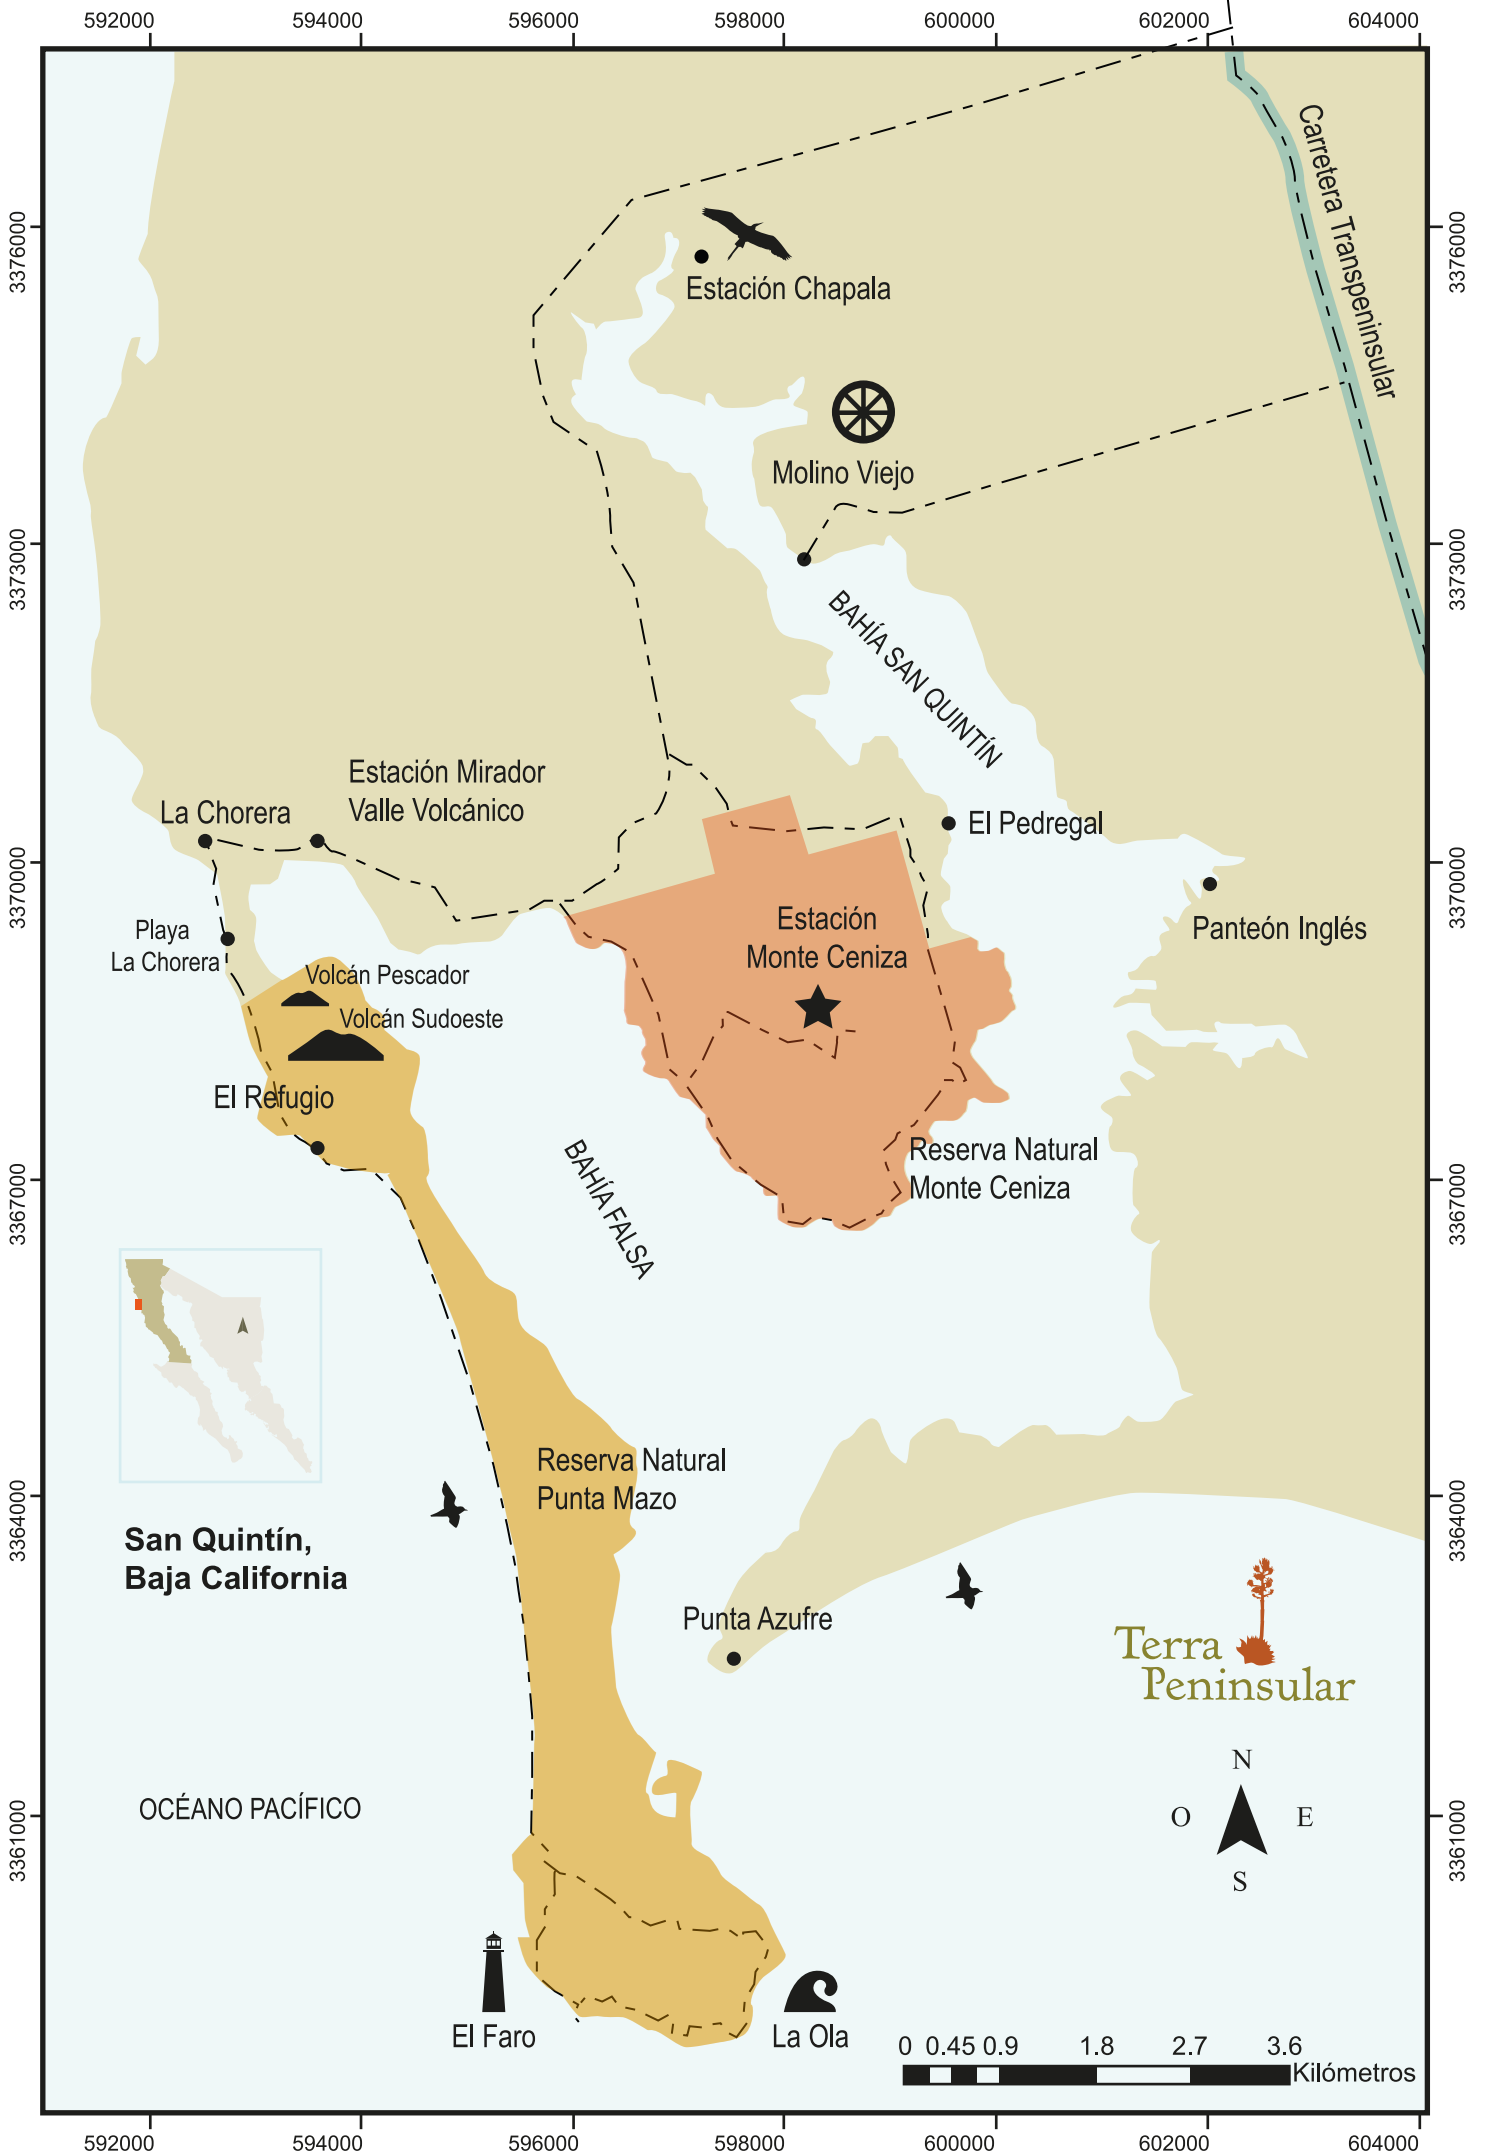 592000
594000
596000
598000
600000
602000
604000
Carretera Transpeninsular
3376000
3376000
Estación Chapala
Molino Viejo
3373000
3373000
BAHÍA SAN QUINTÍN
Estación Mirador
Valle Volcánico
La Chorera
El Pedregal
3370000
3370000
Panteón Inglés
Estación
Monte Ceniza
Playa
La Chorera
Volcán Pescador
Volcán Sudoeste
El Refugio
Reserva Natural
Monte Ceniza
BAHÍA FALSA
3367000
3367000
Reserva Natural
Punta Mazo
3364000
3364000
San Quintín,
Baja California
Punta Azufre
Terra
Peninsular
N
O
E
S
OCÉANO PACÍFICO
3361000
3361000
El Faro
La Ola
0 0.45 0.9 1.8 2.7 3.6
Kilómetros
592000
594000
596000
598000
600000
602000
604000